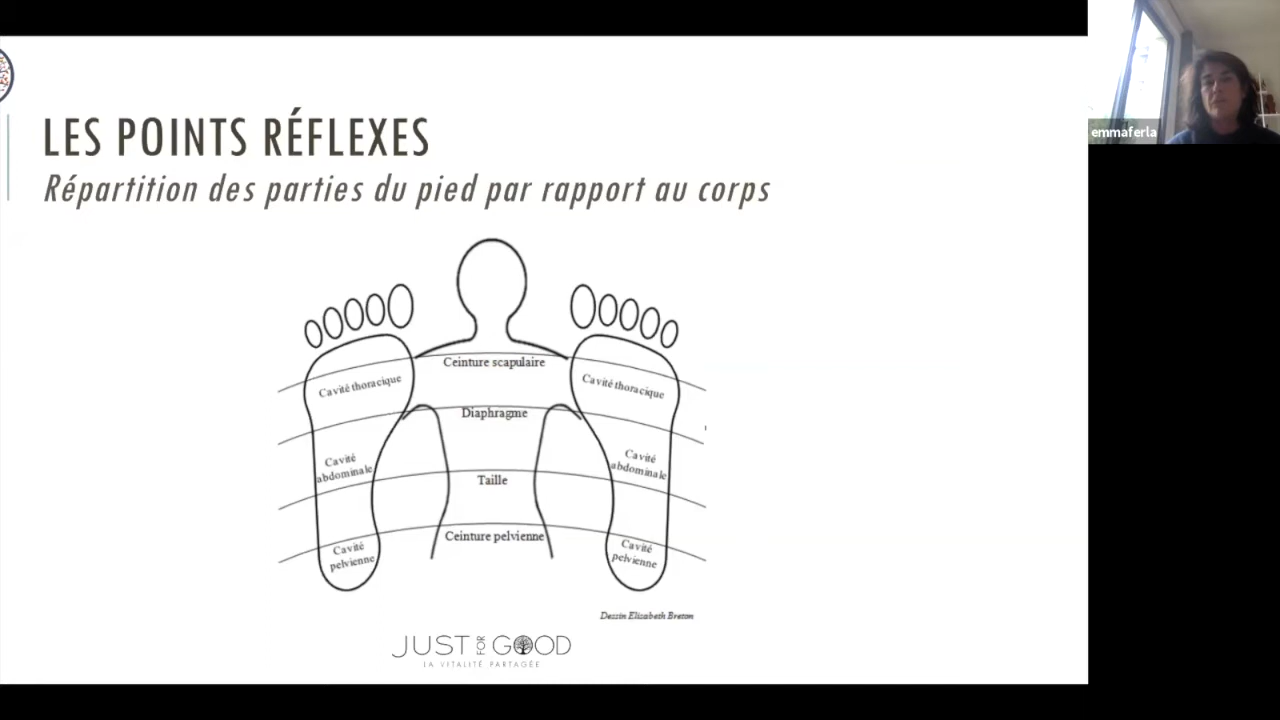 LES POINTS RÉFLEXES
Répartition des parties du pied par rapport au corps
emmaferla
Ceinture scapulaire
Cavité thoracique
Cavité thoracique
Diaphragme
Cavité
abdominale
Cavité
abdominale
Taille
Ceinture pelvienne
Cavité
pelvienne
Cavité
pelvienne
Dessin Elisabeth Breton
JUST FOR GOOD
LA VITALITÉ PARTAGÉE